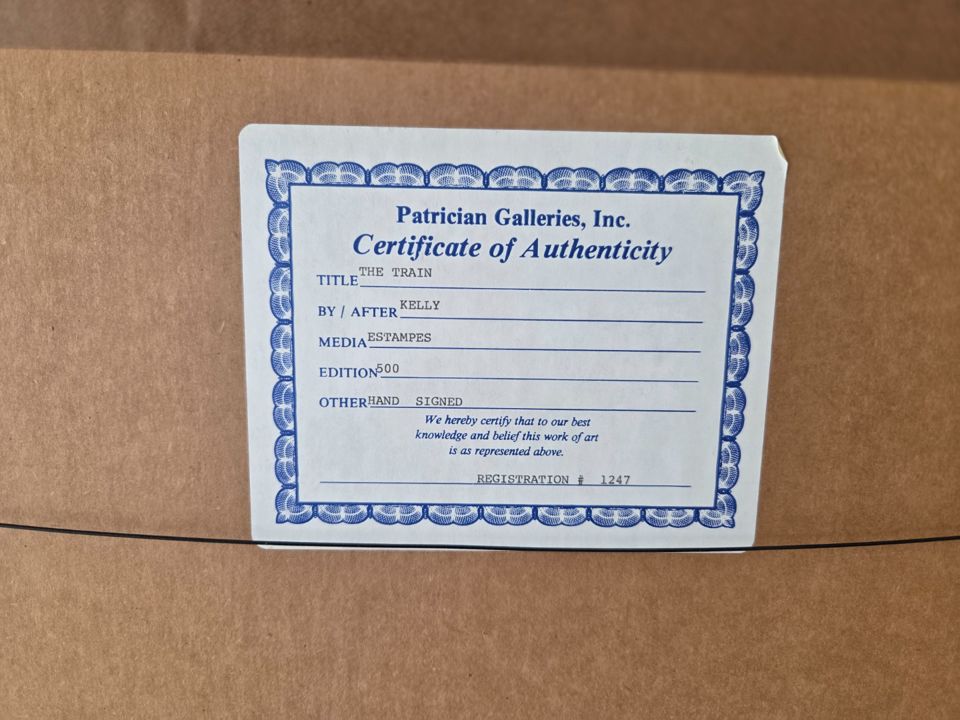 Patrician Galleries, Inc.
Certificate of Authenticity
TITLE THE TRAIN
BY / AFTER KELLY
MEDIA ESTAMPES
EDITION 500
OTHER HAND SIGNED
We hereby certify that to our best
knowledge and belief this work of art
is as represented above.
REGISTRATION # 1247